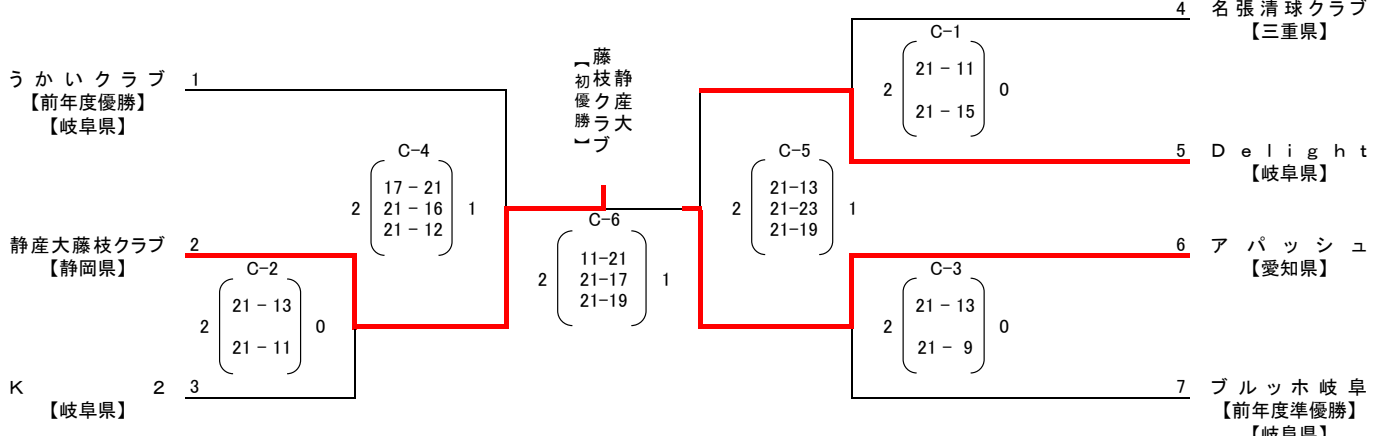 うかいクラブ 1
【前年度優勝】
【岐阜県】
C-4
17 - 21
2 21 - 16 1
21 - 12
静産大藤枝クラブ 2
【静岡県】
C-2
21 - 13
2 0
21 - 11
K 2 3
【岐阜県】
静産大
藤枝クラブ
【初優勝】
C-6
11-21
2 21-17 1
21-19
4 名張清球クラブ
【三重県】
C-1
21 - 11
2 0
21 - 15
5 Delight
【岐阜県】
C-5
21-13
2 21-23 1
21-19
6 アパッシュ
【愛知県】
C-3
21 - 13
2 0
21 - 9
7 ブルッホ岐阜
【前年度準優勝】
【岐阜県】